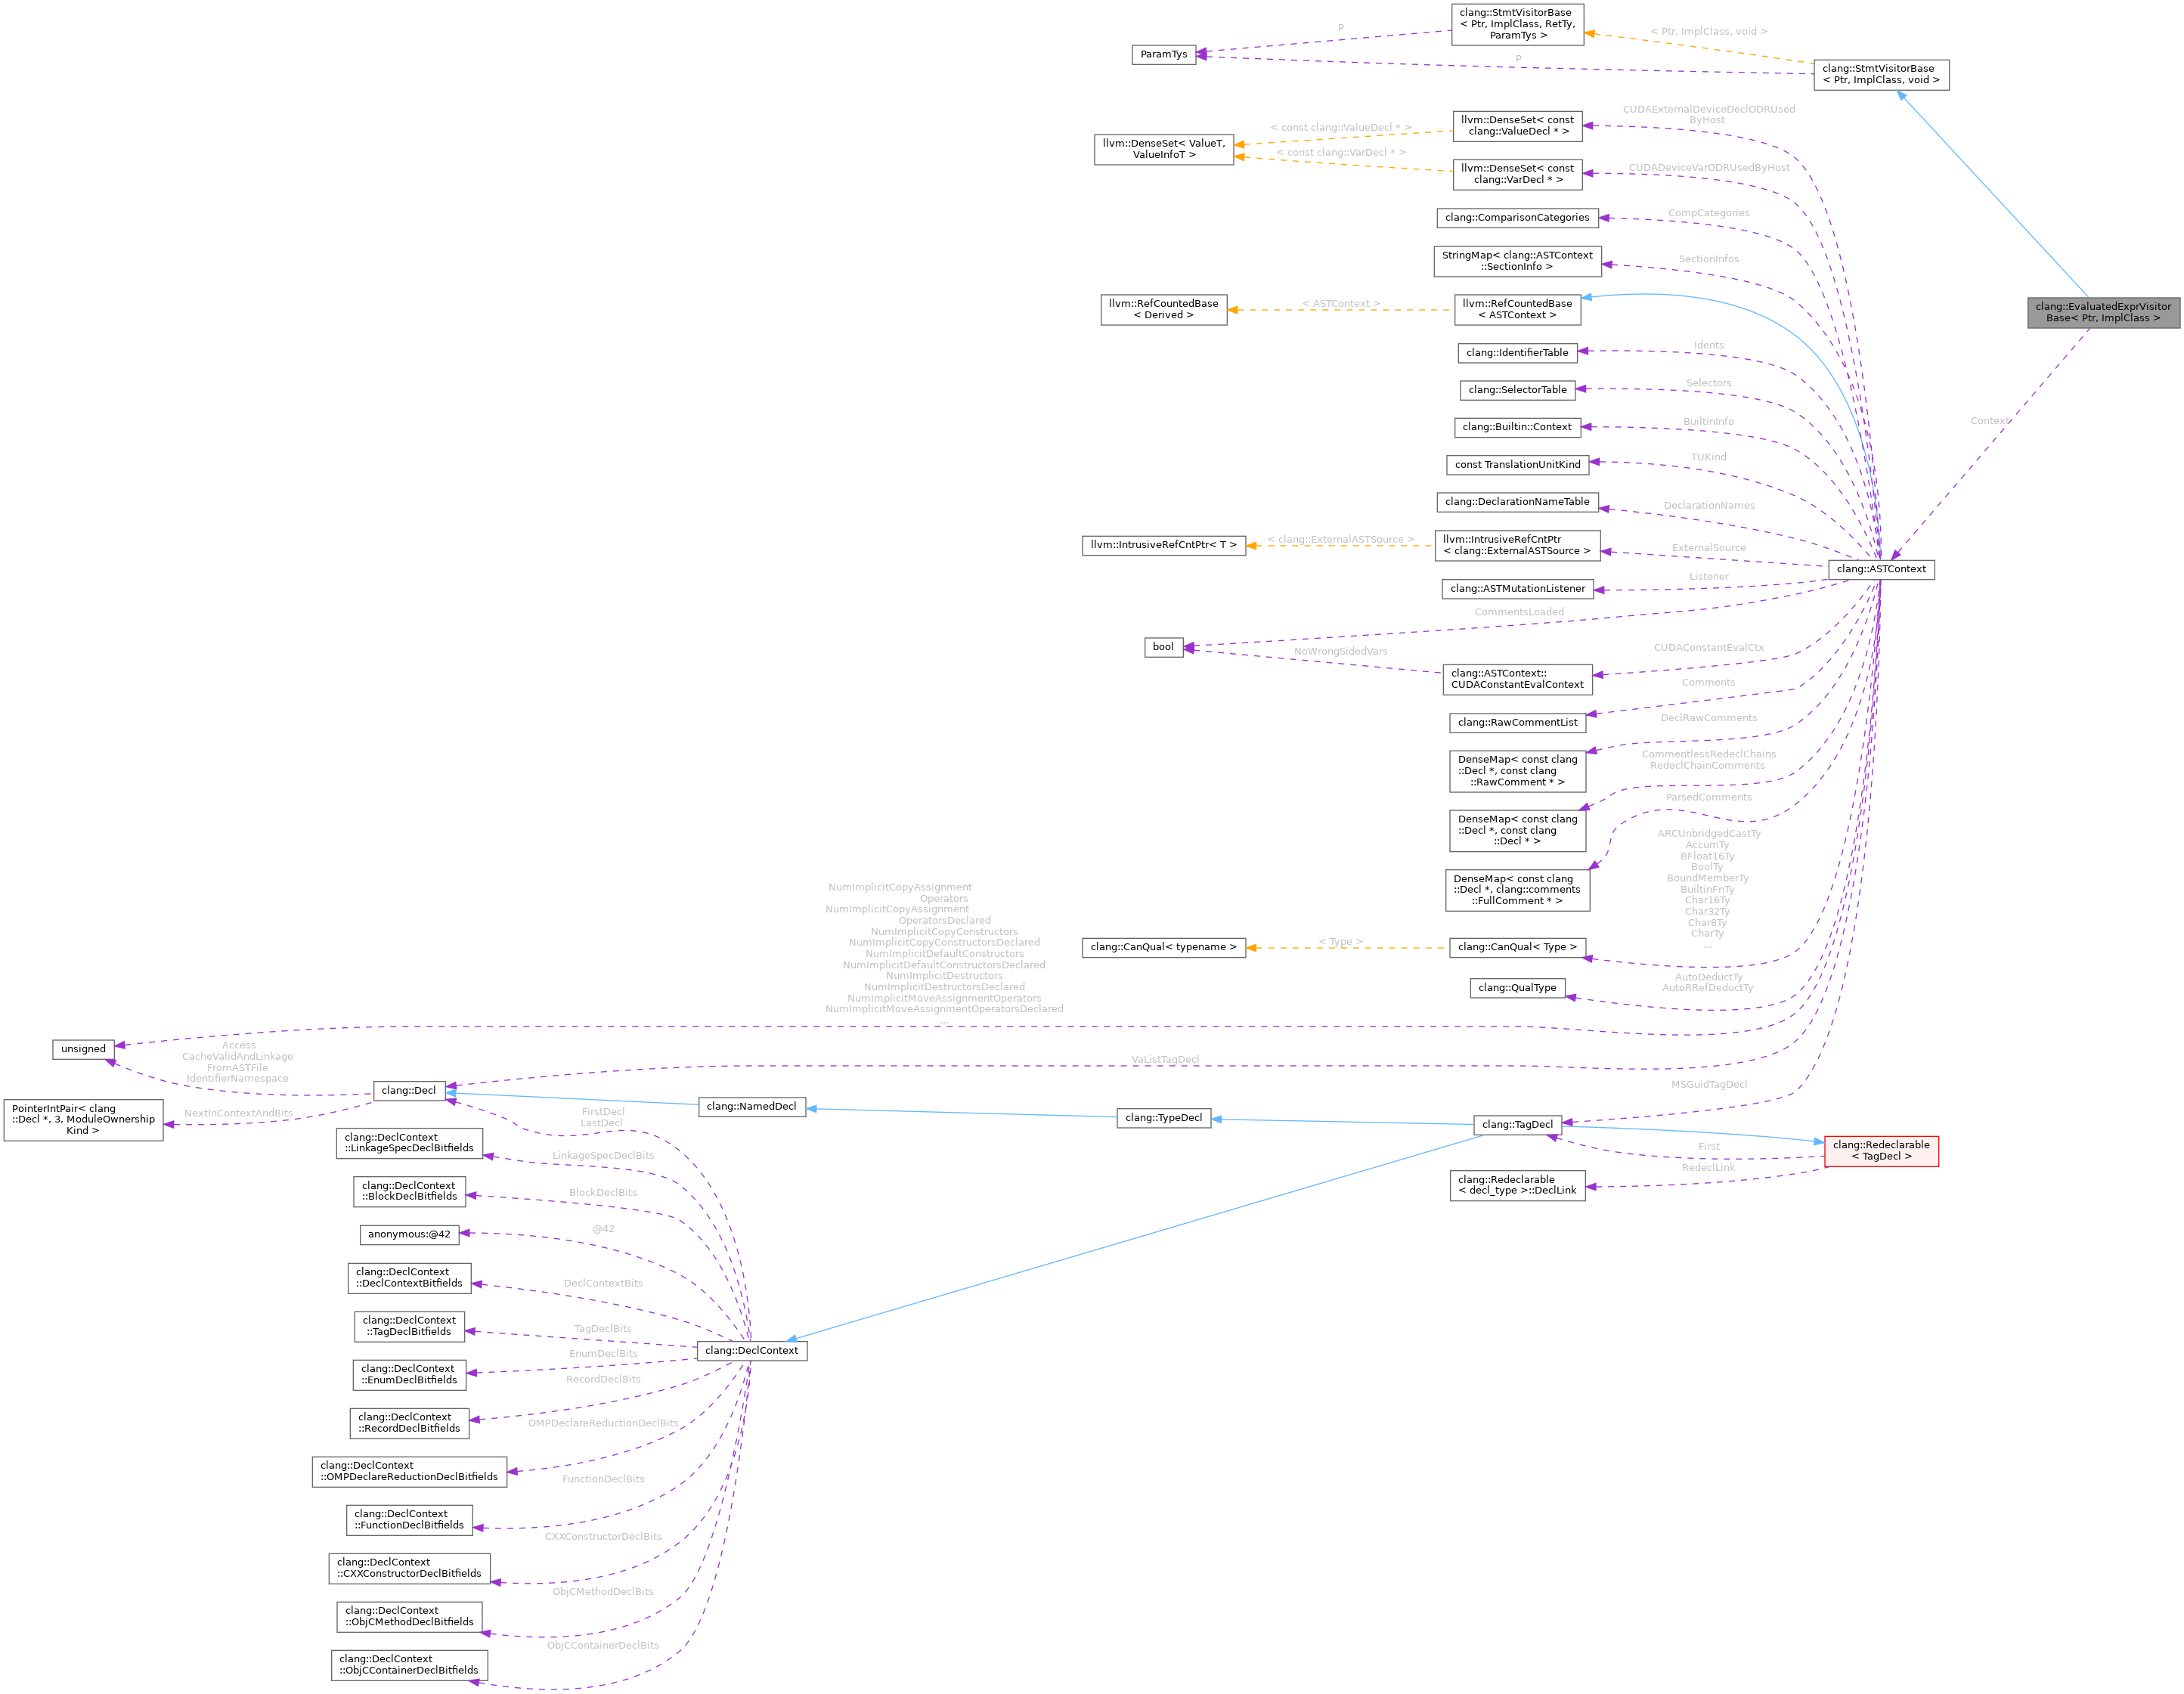 clang::StmtVisitorBase
< Ptr, ImplClass, RetTy,
ParamTys >
P
< Ptr, ImplClass, void >
ParamTys
P
clang::StmtVisitorBase
< Ptr, ImplClass, void >
CUDAExternalDeviceDeclODRUsed
ByHost
llvm::DenseSet< const
clang::ValueDecl * >
< const clang::ValueDecl * >
llvm::DenseSet< ValueT,
ValueInfoT >
< const clang::VarDecl * >
llvm::DenseSet< const
clang::VarDecl * >
CUDADeviceVarODRUsedByHost
clang::ComparisonCategories
CompCategories
StringMap< clang::ASTContext
::SectionInfo >
SectionInfos
llvm::RefCountedBase
< Derived >
< ASTContext >
llvm::RefCountedBase
< ASTContext >
clang::EvaluatedExprVisitor
Base< Ptr, ImplClass >
clang::IdentifierTable
Idents
clang::SelectorTable
Selectors
clang::Builtin::Context
BuiltinInfo
Context
const TranslationUnitKind
TUKind
clang::DeclarationNameTable
DeclarationNames
llvm::IntrusiveRefCntPtr< T >
< clang::ExternalASTSource >
llvm::IntrusiveRefCntPtr
< clang::ExternalASTSource >
ExternalSource
clang::ASTContext
clang::ASTMutationListener
Listener
CommentsLoaded
bool
NoWrongSidedVars
clang::ASTContext::
CUDAConstantEvalContext
CUDAConstantEvalCtx
clang::RawCommentList
Comments
DenseMap< const clang
::Decl *, const clang
::RawComment * >
DeclRawComments
CommentlessRedeclChains
RedeclChainComments
DenseMap< const clang
::Decl *, const clang
::Decl * >
ParsedComments
DenseMap< const clang
::Decl *, clang::comments
::FullComment * >
ARCUnbridgedCastTy
AccumTy
BFloat16Ty
BoolTy
BoundMemberTy
BuiltinFnTy
Char16Ty
Char32Ty
Char8Ty
CharTy
...
clang::CanQual< typename >
< Type >
clang::CanQual< Type >
clang::QualType
AutoDeductTy
AutoRRefDeductTy
...
NumImplicitCopyAssignment
Operators
NumImplicitCopyAssignment
OperatorsDeclared
NumImplicitCopyConstructors
NumImplicitCopyConstructorsDeclared
NumImplicitDefaultConstructors
NumImplicitDefaultConstructorsDeclared
NumImplicitDestructors
NumImplicitDestructorsDeclared
NumImplicitMoveAssignmentOperators
NumImplicitMoveAssignmentOperatorsDeclared
...
unsigned
Access
CacheValidAndLinkage
FromASTFile
IdentifierNamespace
VaListTagDecl
clang::Decl
MSGuidTagDecl
PointerIntPair< clang
::Decl *, 3, ModuleOwnership
Kind >
NextInContextAndBits
clang::NamedDecl
clang::TypeDecl
clang::TagDecl
FirstDecl
LastDecl
clang::Redeclarable
< TagDecl >
First
RedeclLink
clang::Redeclarable
< decl_type >::DeclLink
clang::DeclContext
::LinkageSpecDeclBitfields
LinkageSpecDeclBits
clang::DeclContext
::BlockDeclBitfields
BlockDeclBits
anonymous:@42
@42
clang::DeclContext
::DeclContextBitfields
DeclContextBits
clang::DeclContext
::TagDeclBitfields
TagDeclBits
clang::DeclContext
clang::DeclContext
::EnumDeclBitfields
EnumDeclBits
clang::DeclContext
::RecordDeclBitfields
RecordDeclBits
clang::DeclContext
::OMPDeclareReductionDeclBitfields
OMPDeclareReductionDeclBits
clang::DeclContext
::FunctionDeclBitfields
FunctionDeclBits
clang::DeclContext
::CXXConstructorDeclBitfields
CXXConstructorDeclBits
clang::DeclContext
::ObjCMethodDeclBitfields
ObjCMethodDeclBits
clang::DeclContext
::ObjCContainerDeclBitfields
ObjCContainerDeclBits